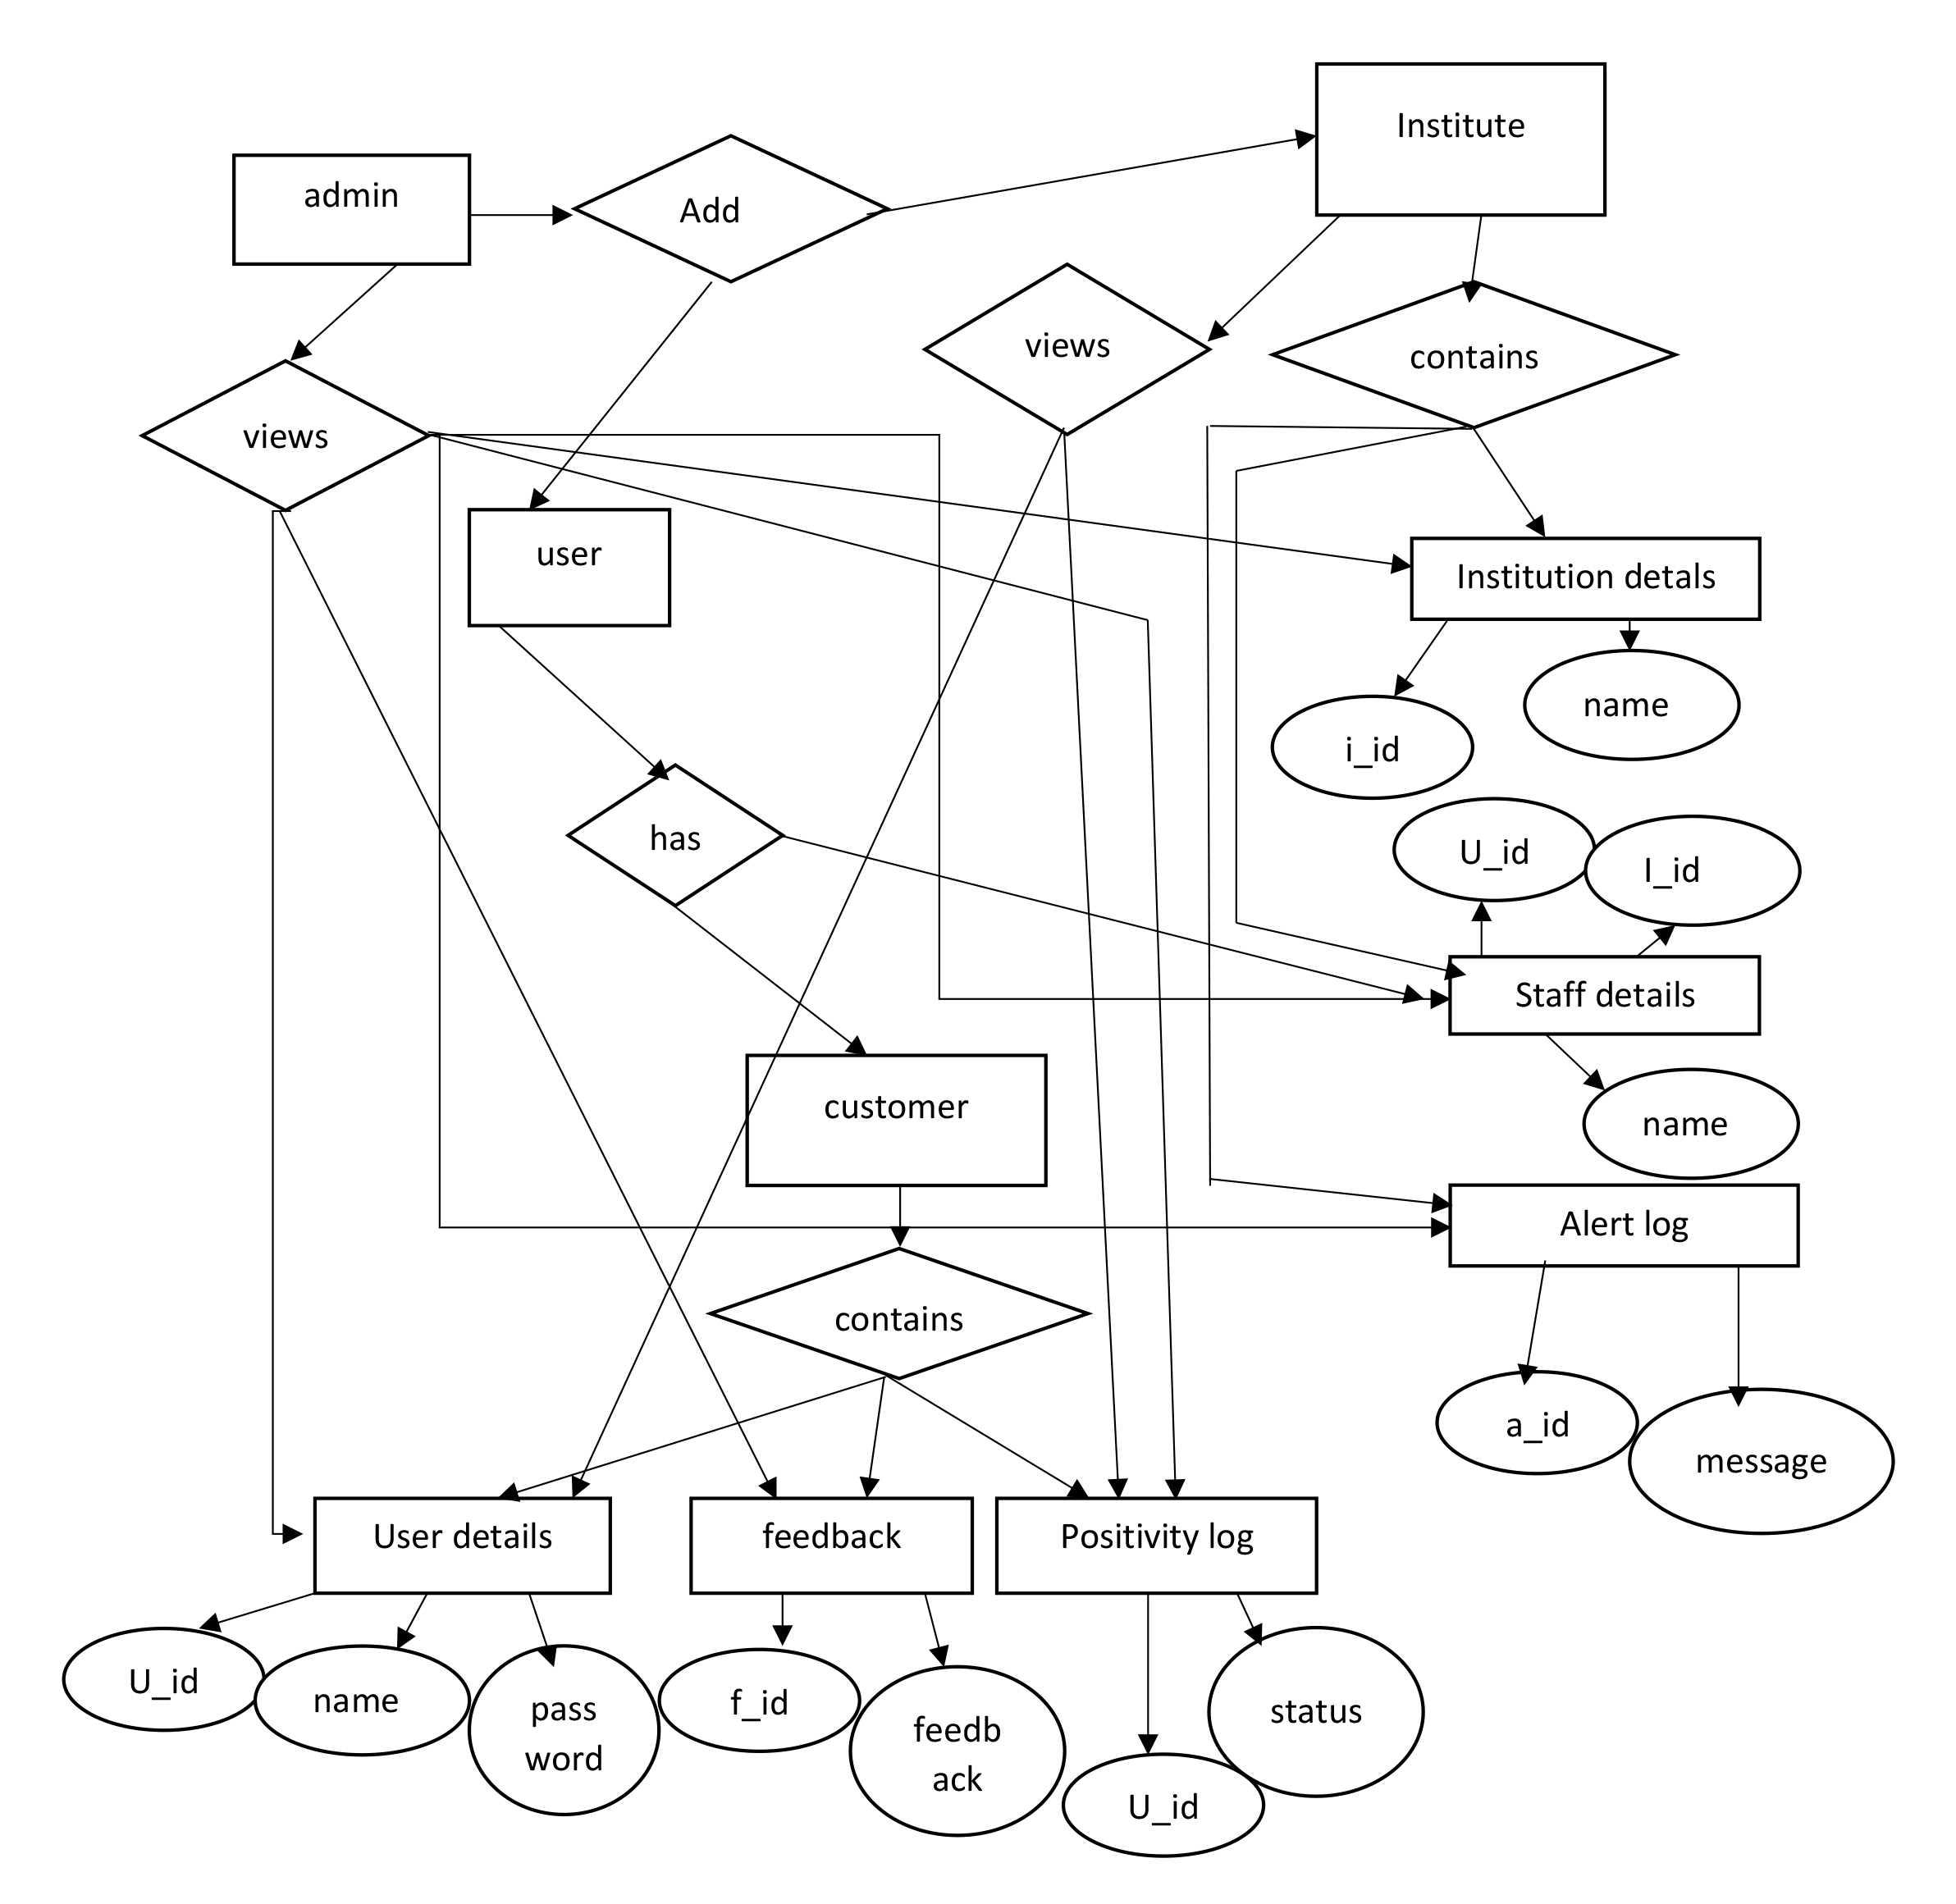 Institute
admin
Add
views
contains
views
user
Institution detals
name
i_id
has
U_id
I_id
Staff details
customer
name
Alert log
contains
a_id
message
User details
feedback
Positivity log
U_id
name
pass
word
f_id
feedb
ack
status
U_id